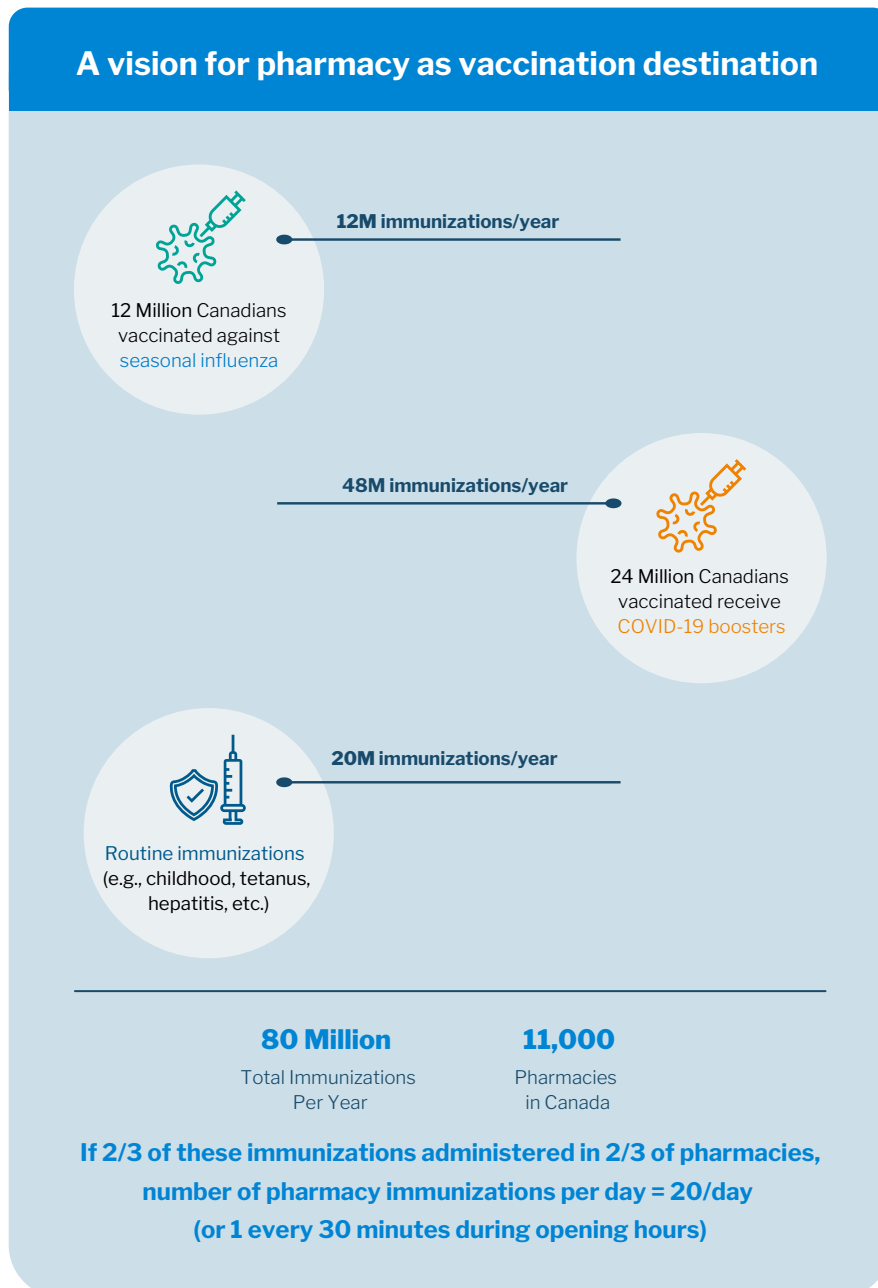 A vision for pharmacy as vaccination destination
12M immunizations/year
12 Million Canadians
vaccinated against
seasonal influenza
48M immunizations/year
24 Million Canadians
vaccinated receive
COVID-19 boosters
20M immunizations/year
Routine immunizations
(e.g., childhood, tetanus,
hepatitis, etc.)
80 Million
Total Immunizations
Per Year
11,000
Pharmacies
in Canada
If 2/3 of these immunizations administered in 2/3 of pharmacies,
number of pharmacy immunizations per day = 20/day
(or 1 every 30 minutes during opening hours)